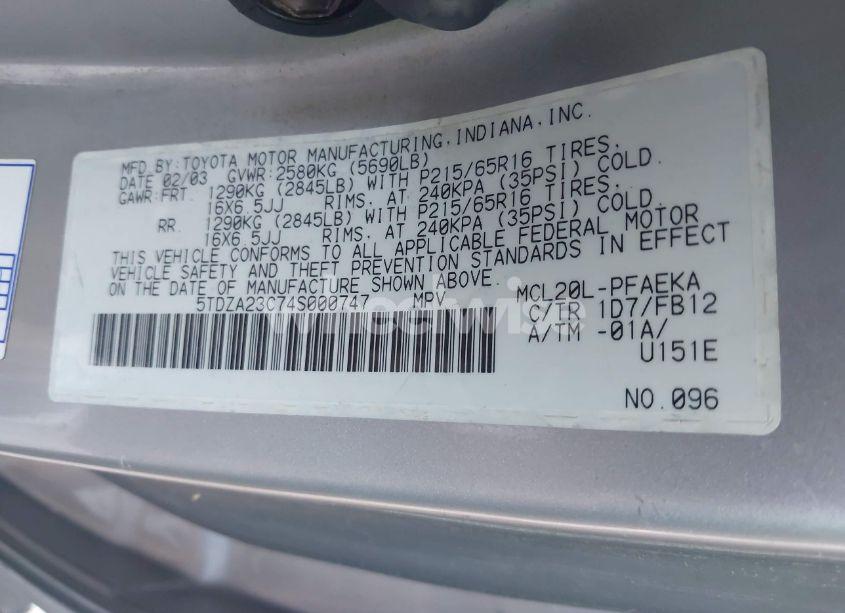 MFD.BY:TOYOTA MOTOR MANUFACTURING,INDIANA,INC.
DATE 02/03 GVWR:2580KG (5690LB)
GAWR:FRT 1290KG (2845LB) WITH P215/65R16 TIRES,
16X6.5JJ RIMS, AT 240KPA (35PSI) COLD.
RR. 1290KG (2845LB) WITH P215/65R16 TIRES,
16X6.5JJ RIMS, AT 240KPA (35PSI) COLD.
THIS VEHICLE CONFORMS TO ALL APPLICABLE FEDERAL MOTOR
VEHICLE SAFETY AND THEFT PREVENTION STANDARDS IN EFFECT
ON THE DATE OF MANUFACTURE SHOWN ABOVE.
5TDZA23C74S000747 MPV MCL20L-PFAEKA
C/TR 1D7/FB12
A/TM -01A/
U151E
NO.096
wheelwise